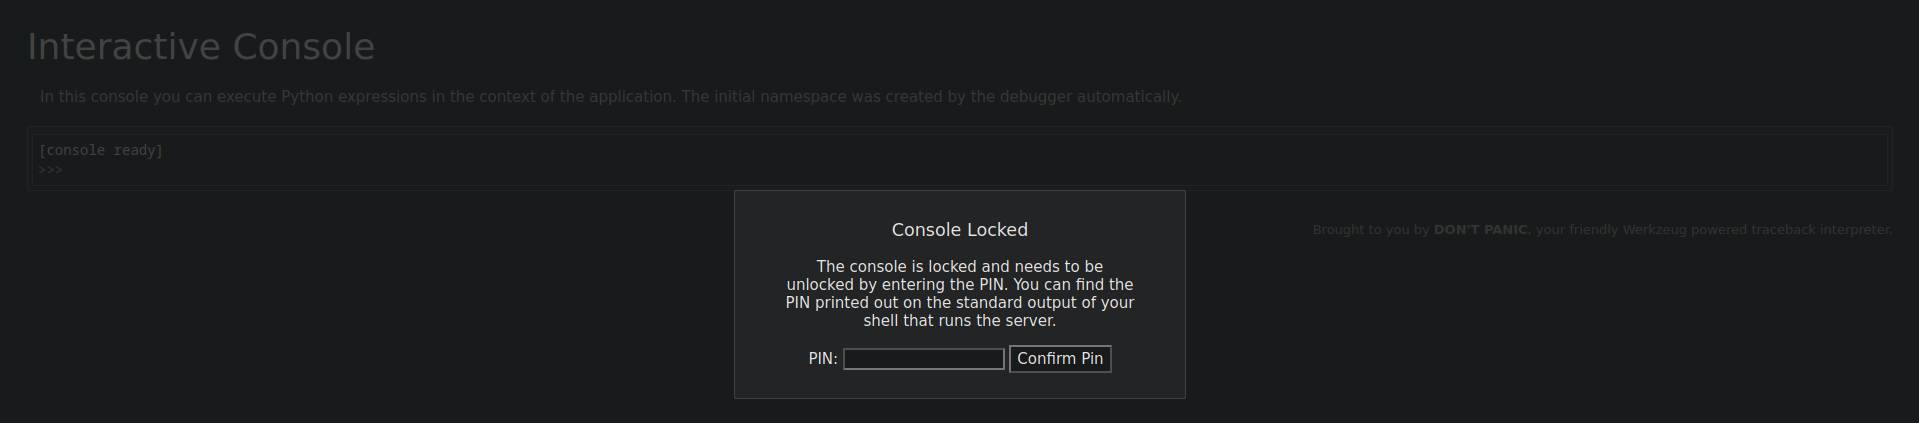 Interactive Console
In this console you can execute Python expressions in the context of the application. The initial namespace was created by the debugger automatically.
[console ready]
>>>
Console Locked
The console is locked and needs to be
unlocked by entering the PIN. You can find the
PIN printed out on the standard output of your
shell that runs the server.
PIN:
Confirm Pin
Brought to you by DON'T PANIC, your friendly Werkzeug powered traceback interpreter.